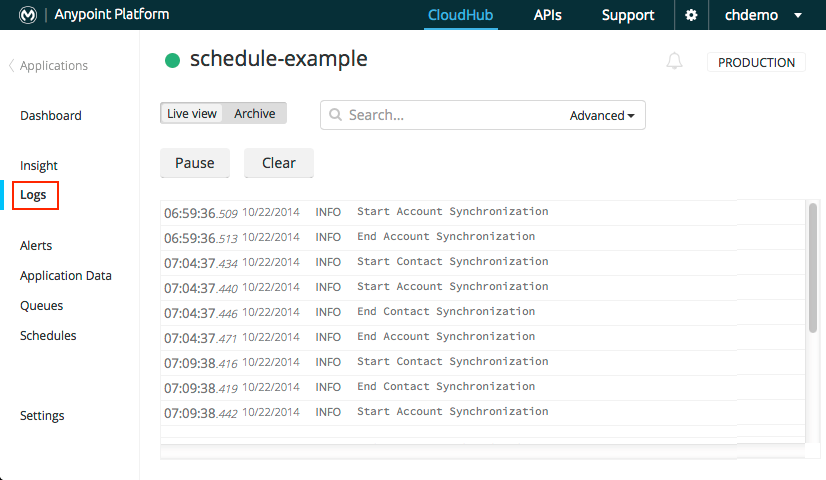 Anypoint Platform CloudHub APIs Support chdemo
Applications
schedule-example
PRODUCTION
Dashboard
Live view Archive
Search... Advanced
Insight
Pause Clear
Logs
06:59:36.509 10/22/2014 INFO Start Account Synchronization
06:59:36.513 10/22/2014 INFO End Account Synchronization
Alerts
07:04:37.434 10/22/2014 INFO Start Contact Synchronization
Application Data
07:04:37.440 10/22/2014 INFO Start Account Synchronization
Queues
07:04:37.446 10/22/2014 INFO End Contact Synchronization
Schedules
07:04:37.471 10/22/2014 INFO End Account Synchronization
07:09:38.416 10/22/2014 INFO Start Contact Synchronization
07:09:38.419 10/22/2014 INFO End Contact Synchronization
07:09:38.442 10/22/2014 INFO Start Account Synchronization
Settings